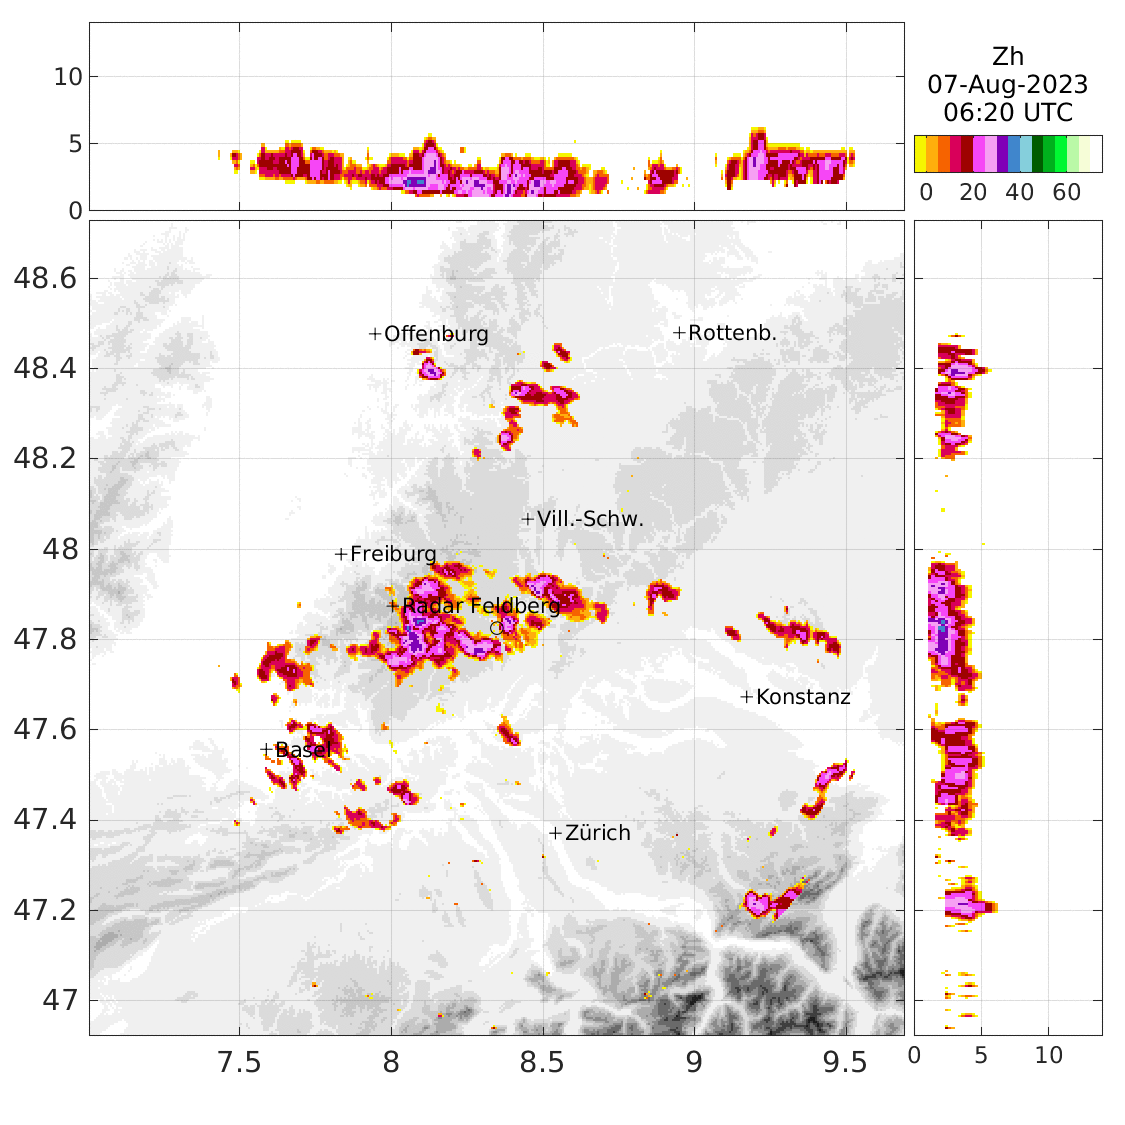 10
5
0
Zh
07-Aug-2023
06:20 UTC
0 20 40 60
48.6
48.4
48.2
48
47.8
47.6
47.4
47.2
47
+Offenburg
+Rottenb.
+Vill.-Schw.
+Freiburg
+Radar Feldberg
+Konstanz
+Basel
+Zürich
7.5 8 8.5 9 9.5
0 5 10